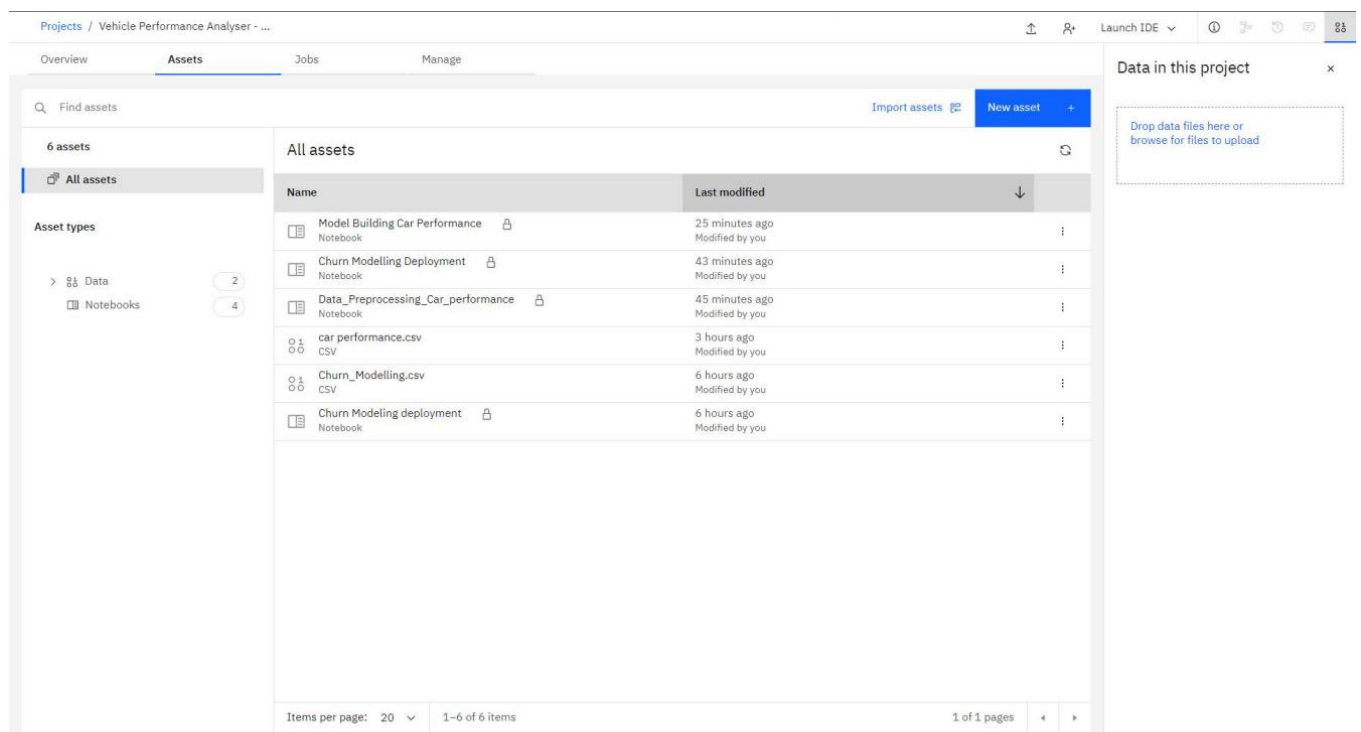 Projects / Vehicle Performance Analyser - ...
Launch IDE
Overview
Assets
Jobs
Manage
Data in this project
Drop data files here or
browse for files to upload
Find assets
Import assets
New asset +
6 assets
All assets
Asset types
Data 2
Notebooks 4
All assets
Name
Last modified
Model Building Car Performance
Notebook
25 minutes ago
Modified by you
Churn Modelling Deployment
Notebook
43 minutes ago
Modified by you
Data_Preprocessing_Car_performance
Notebook
45 minutes ago
Modified by you
car performance.csv
CSV
3 hours ago
Modified by you
Churn_Modelling.csv
CSV
6 hours ago
Modified by you
Churn Modeling deployment
Notebook
6 hours ago
Modified by you
Items per page: 20
1–6 of 6 items
1 of 1 pages